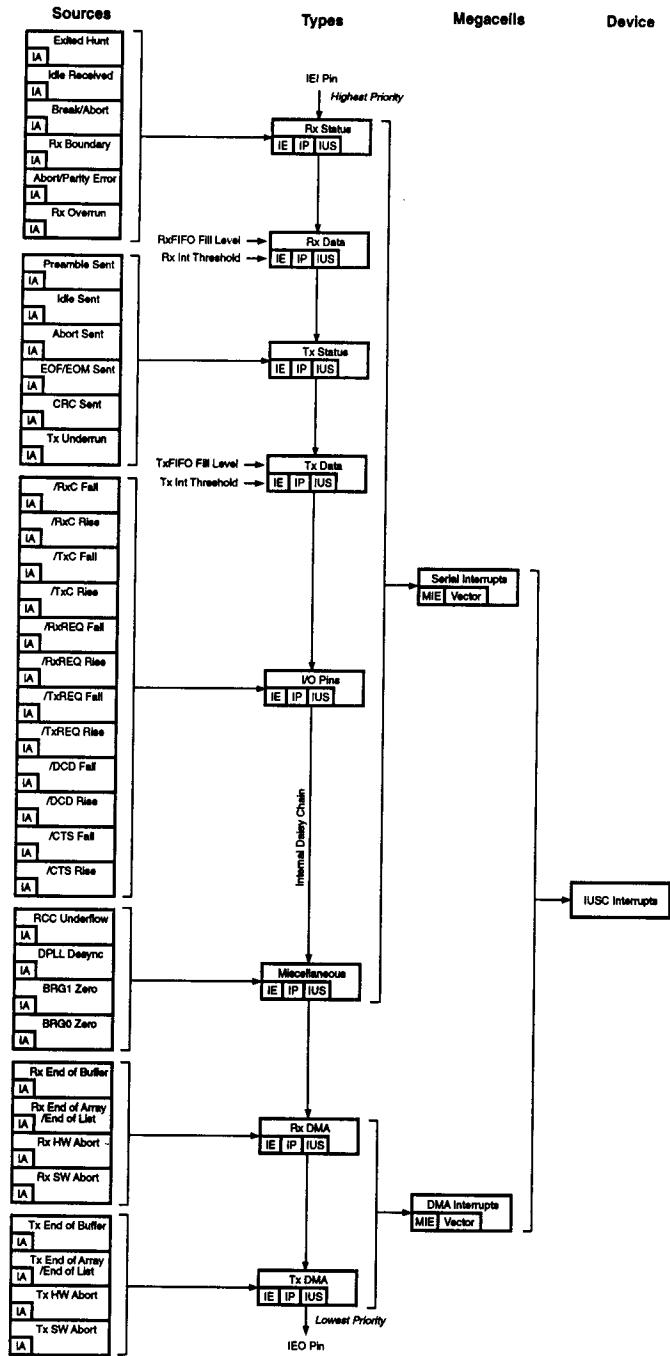 Sources
Types
Megacells
Device
Exited Hunt
IA
Idle Received
IA
Break/Abort
IA
Rx Boundary
IA
Abort/Parity Error
IA
Rx Overrun
IA
IEI Pin
Highest Priority
Rx Status
IE IP IUS
RxFIFO Fill Level
Rx Int Threshold
Rx Data
IE IP IUS
Preamble Sent
IA
Idle Sent
IA
Abort Sent
IA
EOF/EOM Sent
IA
CRC Sent
IA
Tx Underrun
IA
Tx Status
IE IP IUS
TxFIFO Fill Level
Tx Int Threshold
Tx Data
IE IP IUS
/RxC Fall
IA
/RxC Rise
IA
/TxC Fall
IA
/TxC Rise
IA
/RxREQ Fall
IA
/RxREQ Rise
IA
/TxREQ Fall
IA
/TxREQ Rise
IA
/DCD Fall
IA
/DCD Rise
IA
/CTS Fall
IA
/CTS Rise
IA
I/O Pins
IE IP IUS
Internal Daisy Chain
Serial Interrupts
MIE Vector
IUSC Interrupts
RCC Underflow
IA
DPLL Desync
IA
BRG1 Zero
IA
BRG0 Zero
IA
Miscellaneous
IE IP IUS
Rx End of Buffer
IA
Rx End of Array
/End of List
IA
Rx HW Abort
IA
Rx SW Abort
IA
Rx DMA
IE IP IUS
DMA Interrupts
MIE Vector
Tx End of Buffer
IA
Tx End of Array
/End of List
IA
Tx HW Abort
IA
Tx SW Abort
IA
Tx DMA
IE IP IUS
Lowest Priority
IEO Pin